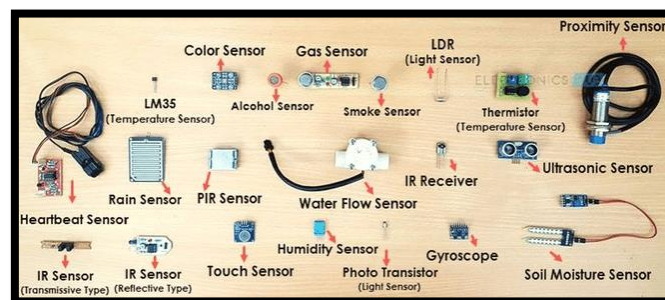 Proximity Sensor
Color Sensor
Gas Sensor
LDR
(Light Sensor)
ELECTRONICS
LM35
(Temperature Sensor)
Alcohol Sensor
Smoke Sensor
Thermistor
(Temperature Sensor)
Rain Sensor
PIR Sensor
Water Flow Sensor
IR Receiver
Ultrasonic Sensor
Heartbeat Sensor
IR Sensor
(Transmissive Type)
IR Sensor
(Reflective Type)
Touch Sensor
Humidity Sensor
Photo Transistor
(Light Sensor)
Gyroscope
Soil Moisture Sensor